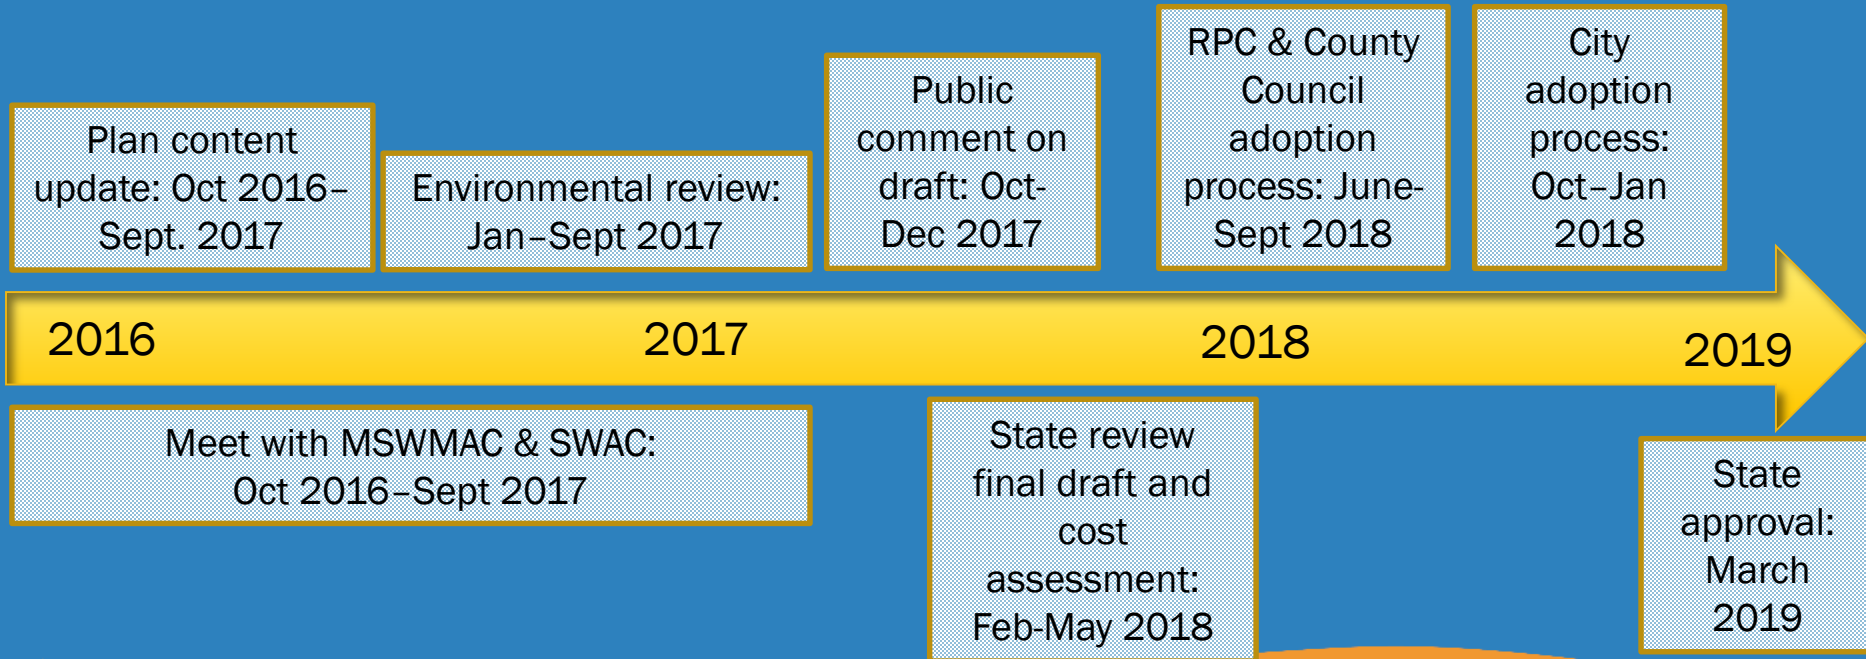 Plan content
update: Oct 2016–
Sept. 2017
Environmental review:
Jan–Sept 2017
Public
comment on
draft: Oct-
Dec 2017
RPC & County
Council
adoption
process: June-
Sept 2018
City
adoption
process:
Oct–Jan
2018
2016
2017
2018
2019
Meet with MSWMAC & SWAC:
Oct 2016–Sept 2017
State review
final draft and
cost
assessment:
Feb-May 2018
State
approval:
March
2019